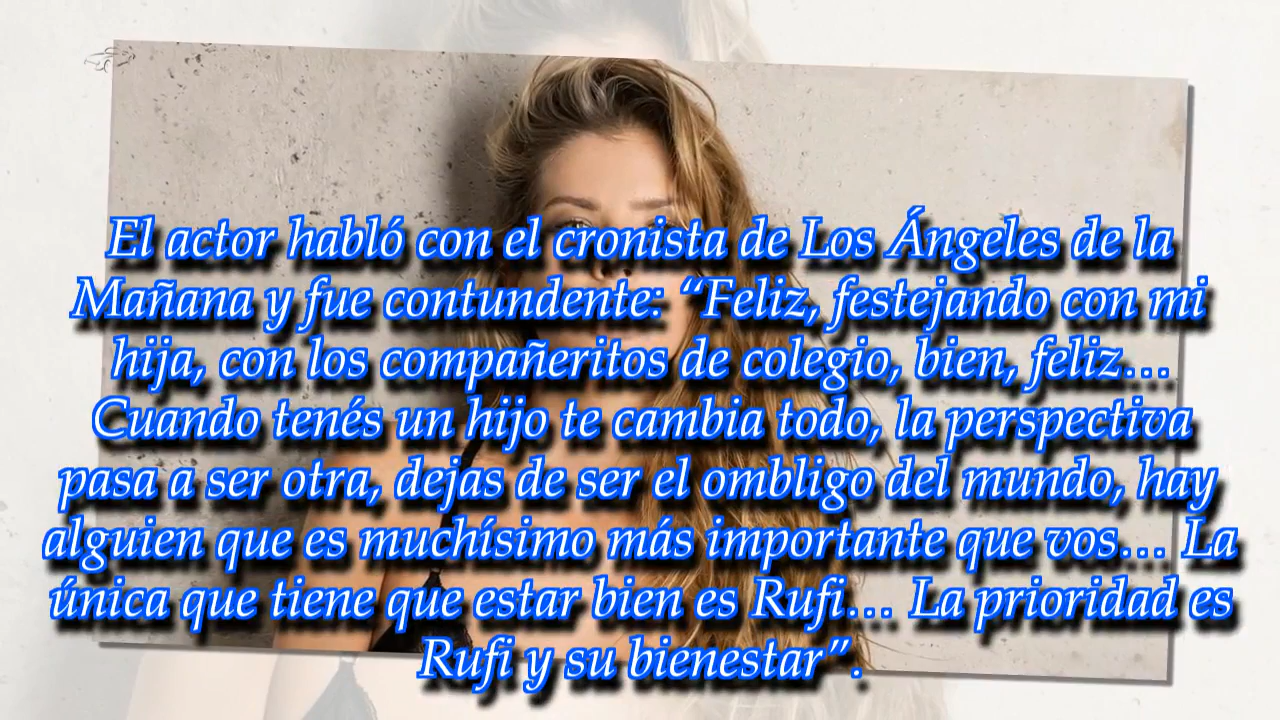 El actor habló con el cronista de Los Ángeles de la
Mañana y fue contundente: “Feliz, festejando con mi
hija, con los compañeritos de colegio, bien, feliz…
Cuando tenés un hijo te cambia todo, la perspectiva
pasa a ser otra, dejas de ser el ombligo del mundo, hay
alguien que es muchísimo más importante que vos… La
única que tiene que estar bien es Rufi… La prioridad es
Rufi y su bienestar”.